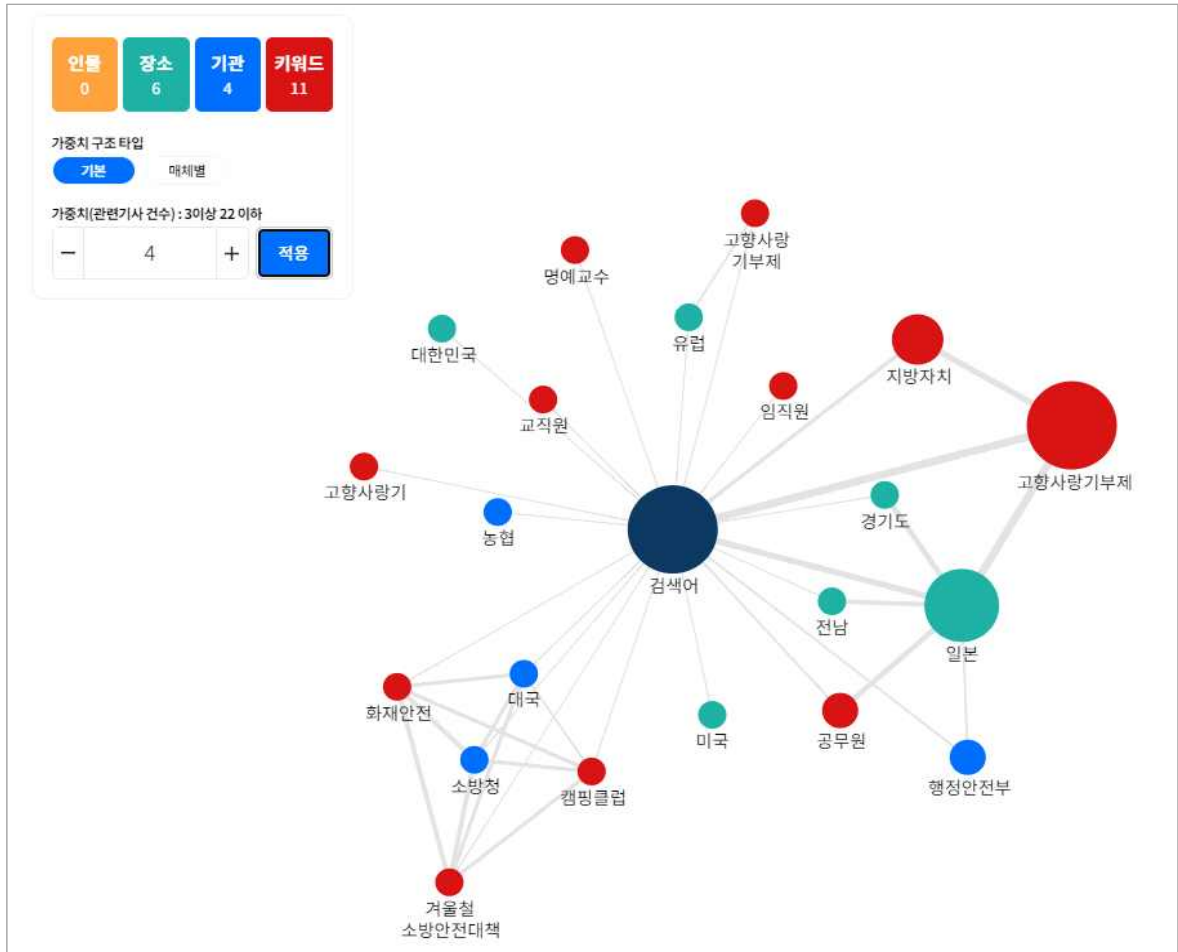 인물
0
장소
6
기관
4
키워드
11
가중치 구조 타입
기본
매체별
가중치(관련기사 건수) : 3이상 22 이하
−
4
+
적용
고향사랑
기부제
명예교수
유럽
대한민국
지방자치
임직원
교직원
고향사랑기부제
고향사랑기
경기도
농협
검색어
전남
일본
대국
화재안전
미국
공무원
소방청
캠핑클럽
행정안전부
겨울철
소방안전대책